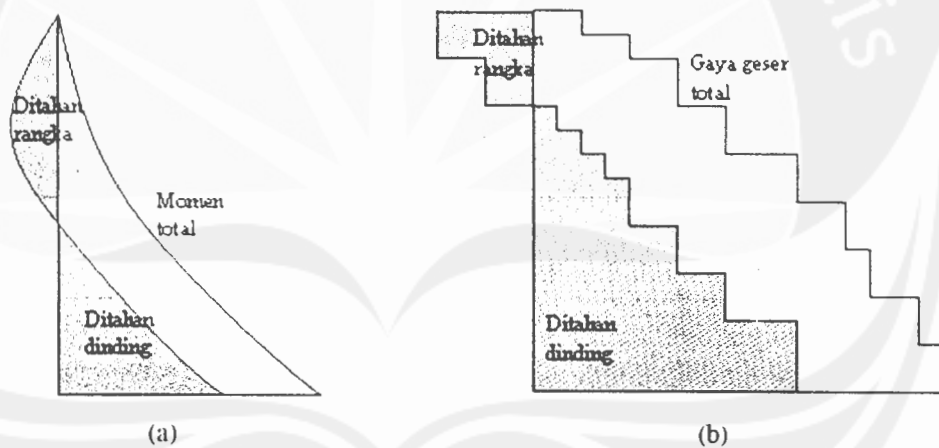 Ditahan
rangka
Momen
total
Ditahan
dinding
(a)
Ditahan
rangka
Gaya geser
total
Ditahan
dinding
(b)